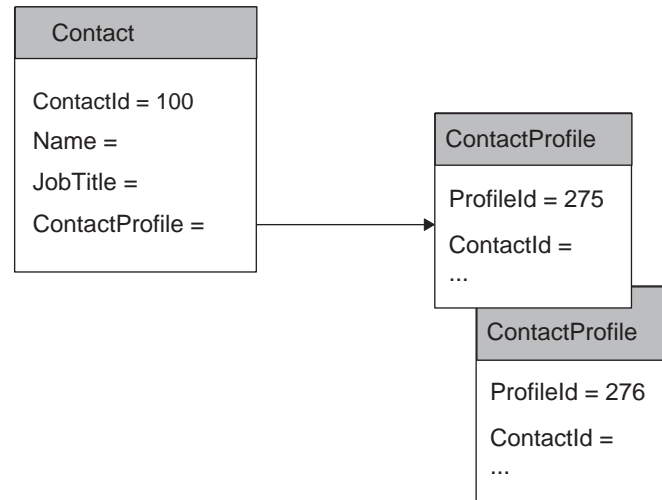 Contact
ContactId = 100
Name =
JobTitle =
ContactProfile =
ContactProfile
ProfileId = 275
ContactId =
...
ContactProfile
ProfileId = 276
ContactId =
...